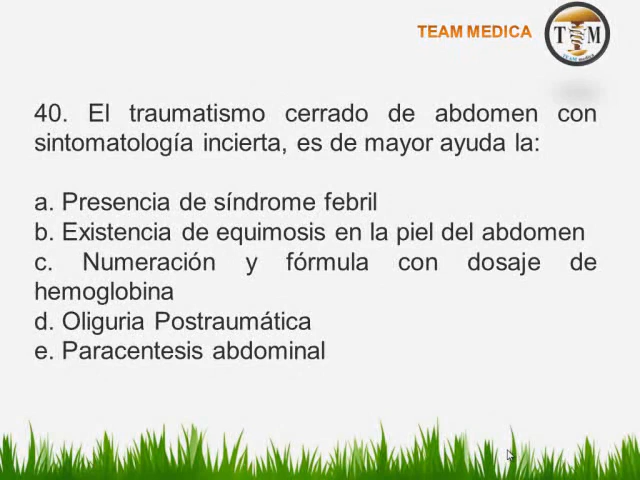 TEAM MEDICA
T M
TEAM medica
40. El traumatismo cerrado de abdomen con
sintomatología incierta, es de mayor ayuda la:
a. Presencia de síndrome febril
b. Existencia de equimosis en la piel del abdomen
c. Numeración y fórmula con dosaje de
hemoglobina
d. Oliguria Postraumática
e. Paracentesis abdominal